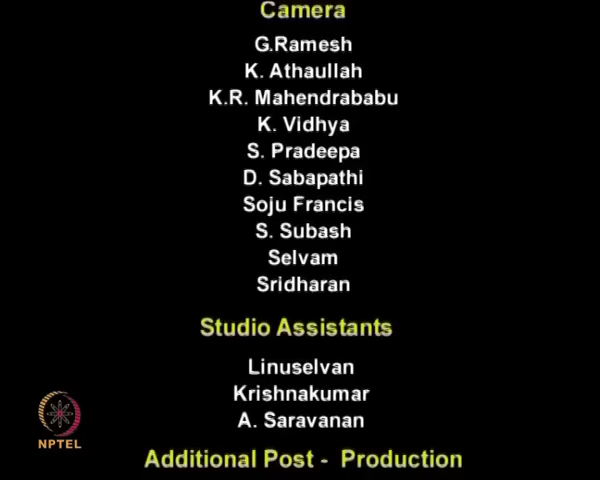 Camera
G.Ramesh
K. Athaullah
K.R. Mahendrababu
K. Vidhya
S. Pradeepa
D. Sabapathi
Soju Francis
S. Subash
Selvam
Sridharan
Studio Assistants
Linuselvan
Krishnakumar
A. Saravanan
NPTEL
Additional Post - Production